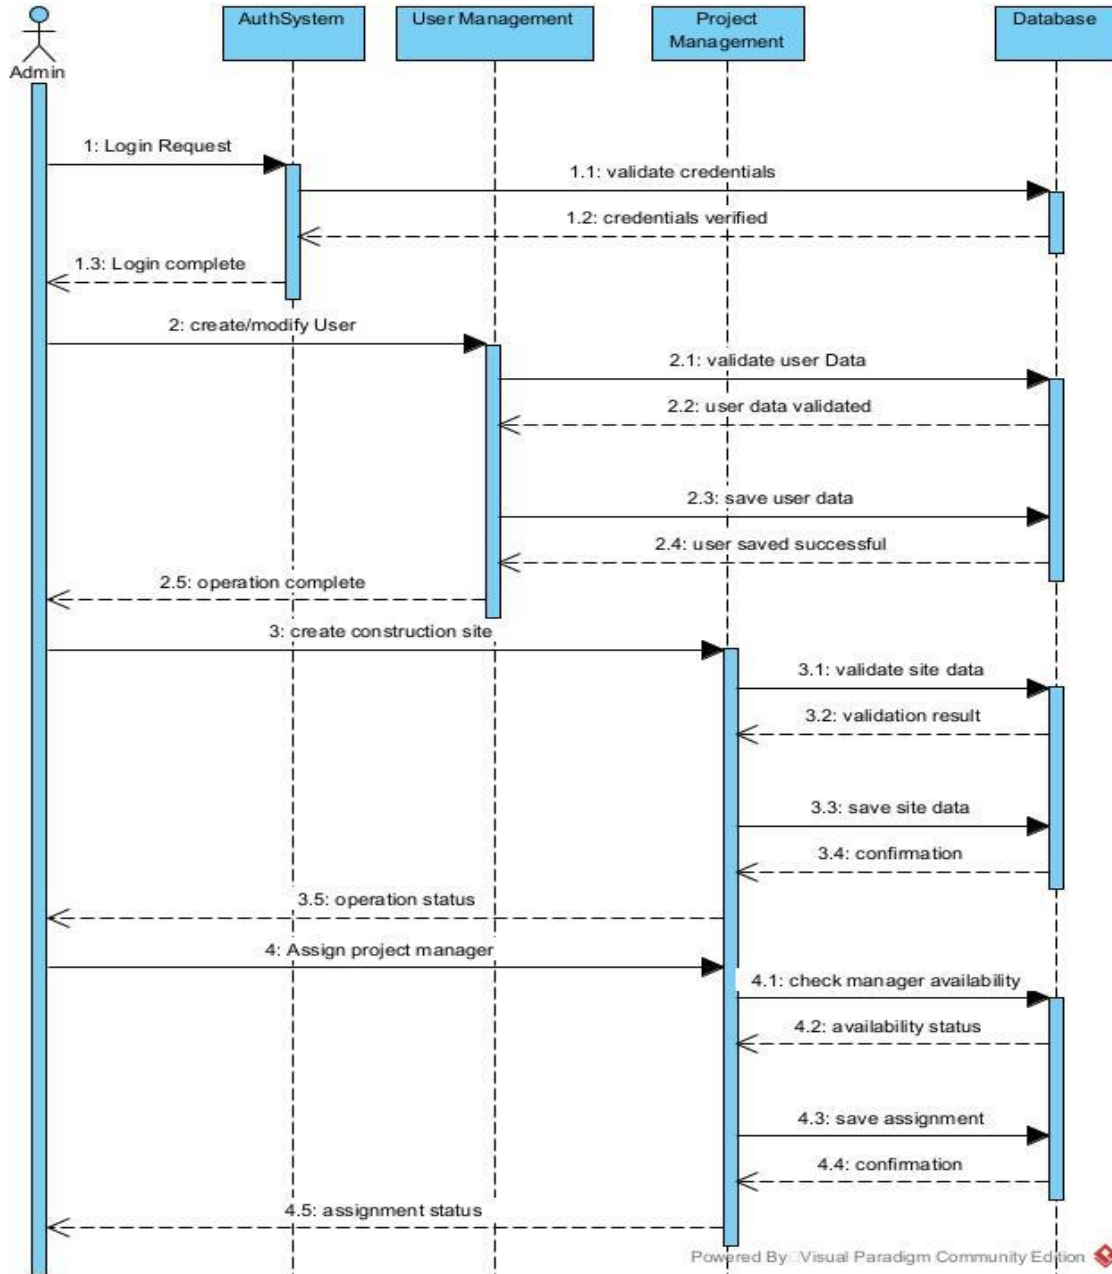 AuthSystem
User Management
Project
Management
Database
Admin
1: Login Request
1.1: validate credentials
1.2: credentials verified
1.3: Login complete
2: create/modify User
2.1: validate user Data
2.2: user data validated
2.3: save user data
2.4: user saved successful
2.5: operation complete
3: create construction site
3.1: validate site data
3.2: validation result
3.3: save site data
3.4: confirmation
3.5: operation status
4: Assign project manager
4.1: check manager availability
4.2: availability status
4.3: save assignment
4.4: confirmation
4.5: assignment status
Powered By Visual Paradigm Community Edition